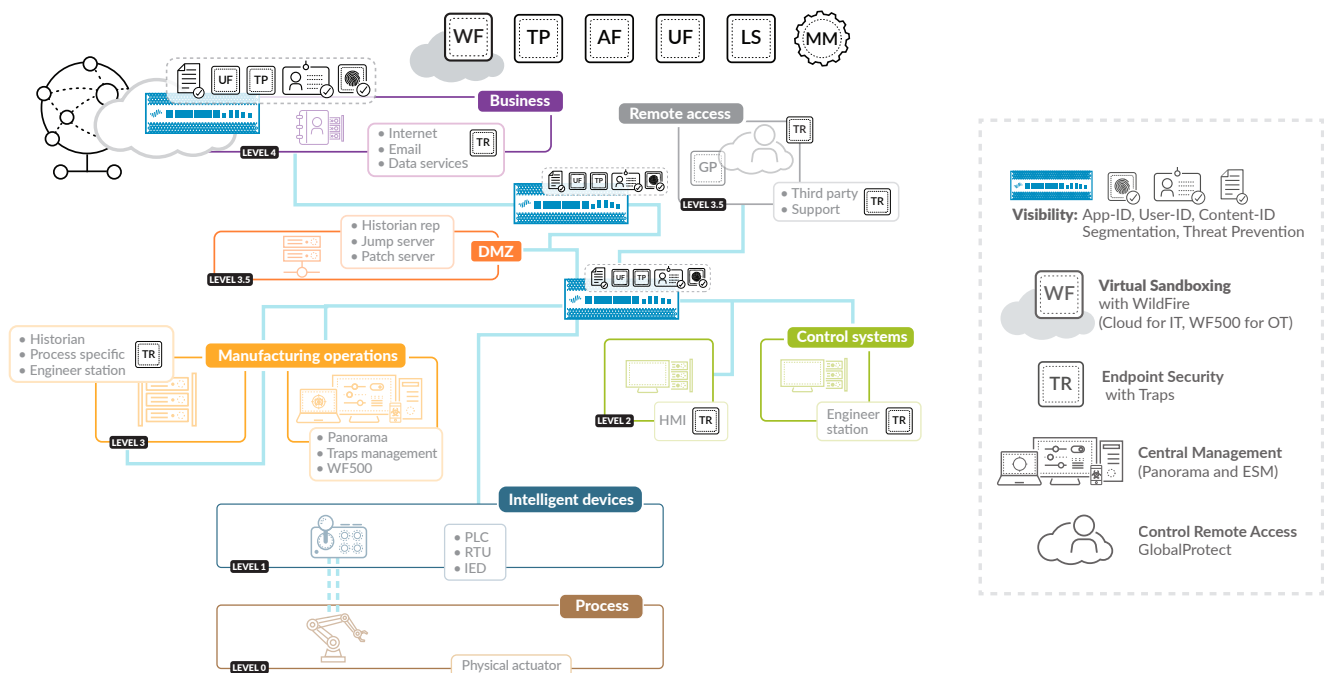 WF
TP
AF
UF
LS
MM
UF
TP
Business
• Internet
• Email
• Data services
TR
LEVEL 4
Remote access
TR
GP
• Third party
• Support
TR
LEVEL 3.5
UF
TP
• Historian rep
• Jump server
• Patch server
DMZ
LEVEL 3.5
UF
TP
• Historian
• Process specific
• Engineer station
TR
Manufacturing operations
LEVEL 3
• Panorama
• Traps management
• WF500
Control systems
LEVEL 2
HMI
TR
Engineer
station
TR
Intelligent devices
• PLC
• RTU
• IED
LEVEL 1
Process
LEVEL 0
Physical actuator
Visibility: App-ID, User-ID, Content-ID
Segmentation, Threat Prevention
WF
Virtual Sandboxing
with WildFire
(Cloud for IT, WF500 for OT)
TR
Endpoint Security
with Traps
Central Management
(Panorama and ESM)
Control Remote Access
GlobalProtect